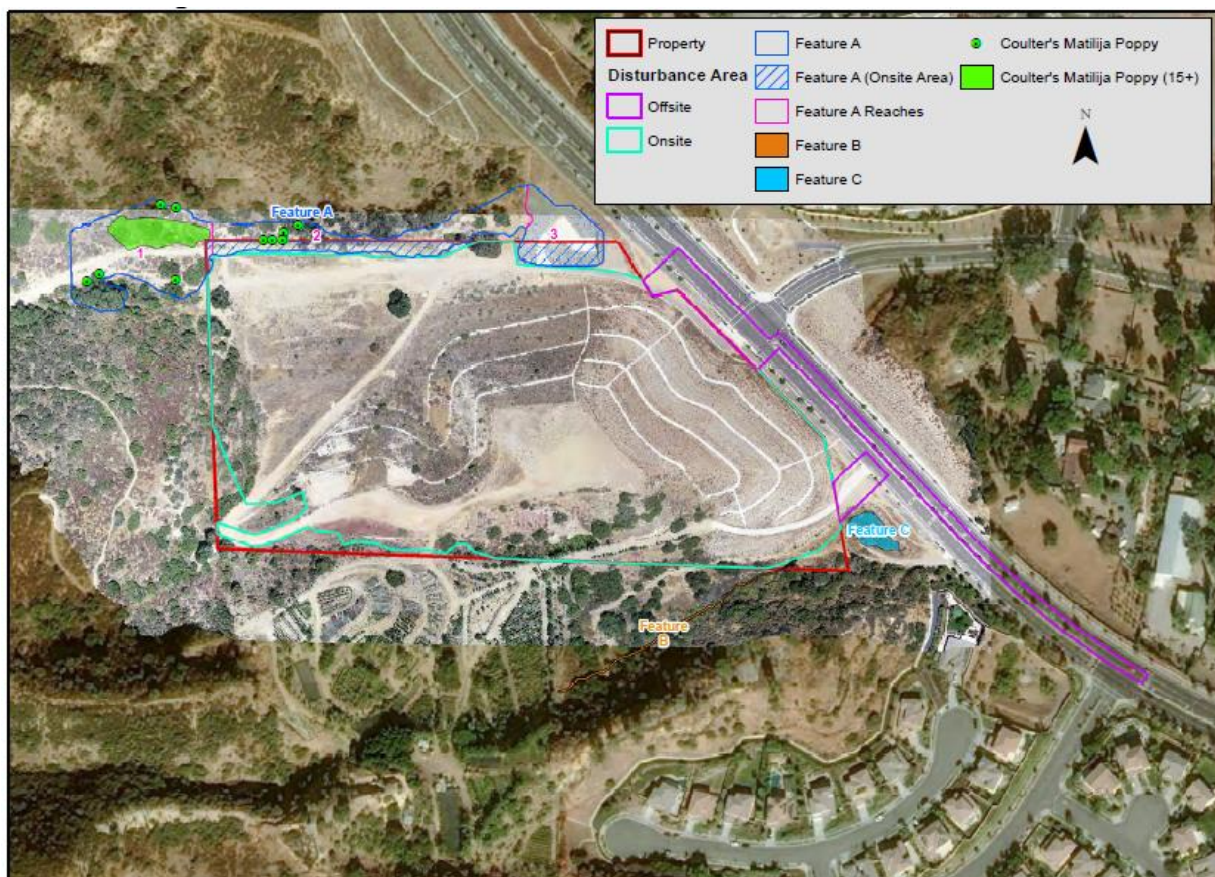 Property
Disturbance Area
Offsite
Onsite
Feature A
Feature A (Onsite Area)
Feature A Reaches
Feature B
Feature C
Coulter's Matilija Poppy
Coulter's Matilija Poppy (15+)
N
Feature A
1
2
3
Feature C
Feature
B